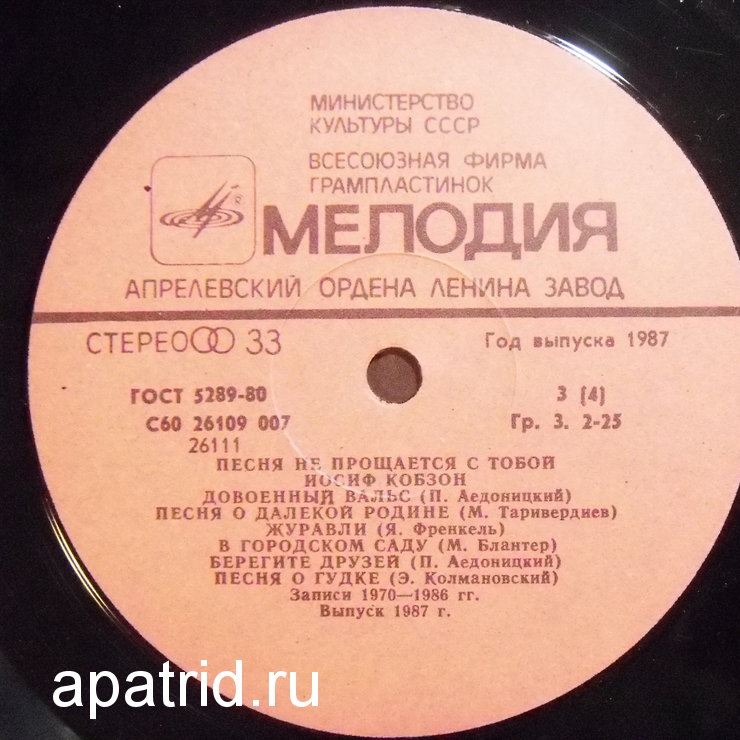 МИНИСТЕРСТВО
КУЛЬТУРЫ СССР
ВСЕСОЮЗНАЯ ФИРМА
ГРАМПЛАСТИНОК
МЕЛОДИЯ
®
АПРЕЛЕВСКИЙ ОРДЕНА ЛЕНИНА ЗАВОД
СТЕРЕО 33
Год выпуска 1987
ГОСТ 5289-80
3 (4)
С60 26109 007
Гр. 3. 2-25
26111
ПЕСНЯ НЕ ПРОЩАЕТСЯ С ТОБОЙ
ИОСИФ КОБЗОН
ДОВОЕННЫЙ ВАЛЬС (П. Аедоницкий)
ПЕСНЯ О ДАЛЕКОЙ РОДИНЕ (М. Таривердиев)
ЖУРАВЛИ (Я. Френкель)
В ГОРОДСКОМ САДУ (М. Блантер)
БЕРЕГИТЕ ДРУЗЕЙ (П. Аедоницкий)
ПЕСНЯ О ГУДКЕ (Э. Колмановский)
Записи 1970—1986 гг.
Выпуск 1987 г.
apatrid.ru